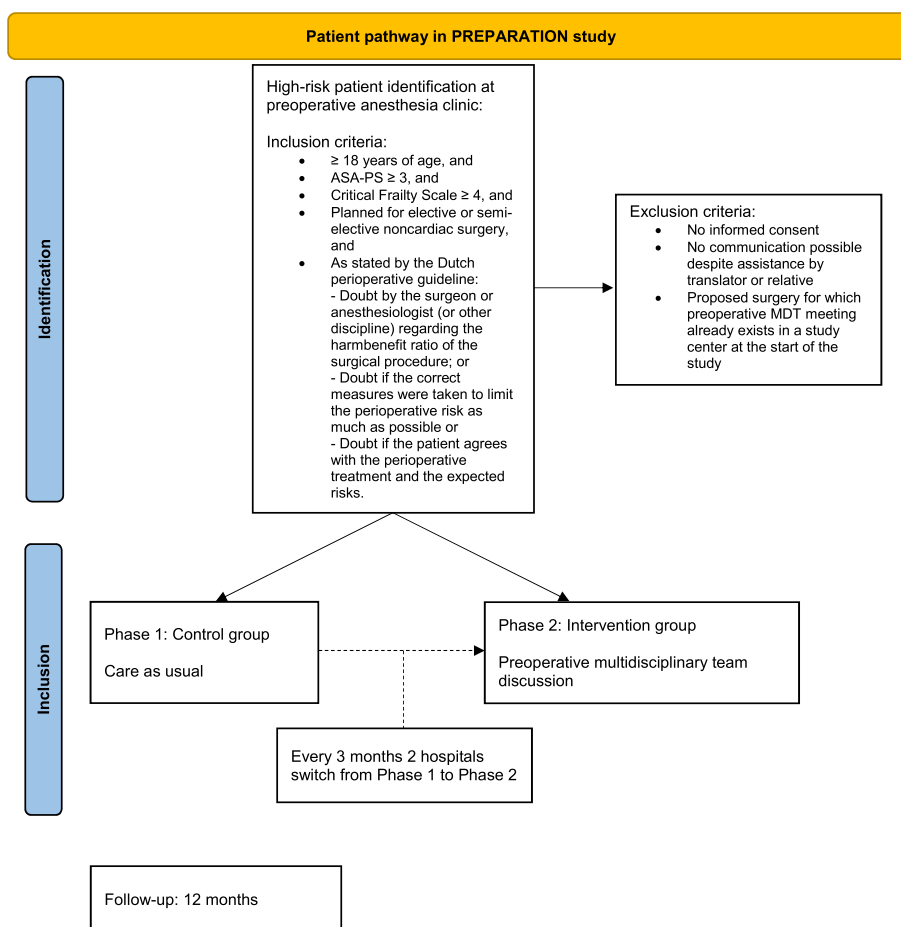 Patient pathway in PREPARATION study
Identification
High-risk patient identification at
preoperative anesthesia clinic:
Inclusion criteria:
• ≥ 18 years of age, and
• ASA-PS ≥ 3, and
• Critical Frailty Scale ≥ 4, and
• Planned for elective or semi-
elective noncardiac surgery,
and
• As stated by the Dutch
perioperative guideline:
- Doubt by the surgeon or
anesthesiologist (or other
discipline) regarding the
harmbenefit ratio of the
surgical procedure; or
- Doubt if the correct
measures were taken to limit
the perioperative risk as
much as possible or
- Doubt if the patient agrees
with the perioperative
treatment and the expected
risks.
Exclusion criteria:
• No informed consent
• No communication possible
despite assistance by
translator or relative
• Proposed surgery for which
preoperative MDT meeting
already exists in a study
center at the start of the
study
Inclusion
Phase 1: Control group
Care as usual
Phase 2: Intervention group
Preoperative multidisciplinary team
discussion
Every 3 months 2 hospitals
switch from Phase 1 to Phase 2
Follow-up: 12 months